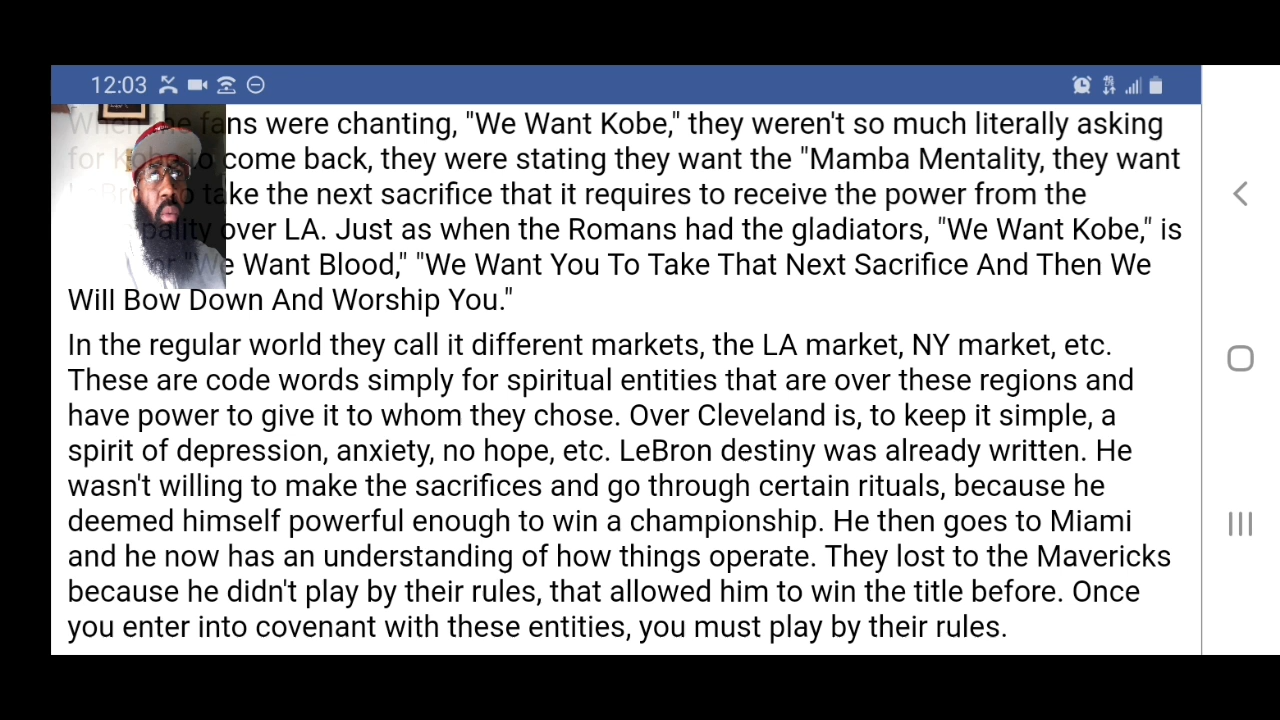 12:03
When the fans were chanting, "We Want Kobe," they weren't so much literally asking
for Kobe to come back, they were stating they want the "Mamba Mentality, they want
LeBron to take the next sacrifice that it requires to receive the power from the
pality over LA. Just as when the Romans had the gladiators, "We Want Kobe," is
"We Want Blood," "We Want You To Take That Next Sacrifice And Then We
Will Bow Down And Worship You."
In the regular world they call it different markets, the LA market, NY market, etc.
These are code words simply for spiritual entities that are over these regions and
have power to give it to whom they chose. Over Cleveland is, to keep it simple, a
spirit of depression, anxiety, no hope, etc. LeBron destiny was already written. He
wasn't willing to make the sacrifices and go through certain rituals, because he
deemed himself powerful enough to win a championship. He then goes to Miami
and he now has an understanding of how things operate. They lost to the Mavericks
because he didn't play by their rules, that allowed him to win the title before. Once
you enter into covenant with these entities, you must play by their rules.